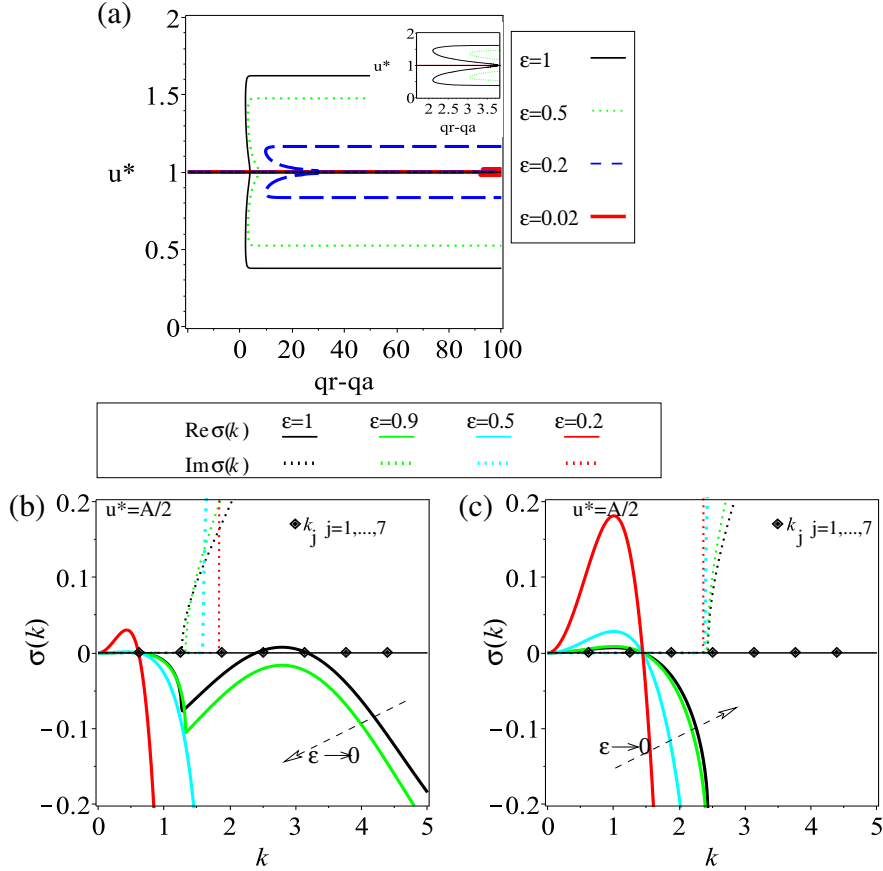 (a)
2
1.5
u*
1
0.5
0
0 20 40 60 80 100
qr-qa
2
u*
1
0
2 2.5 3 3.5
qr-qa
ε=1
ε=0.5
ε=0.2
ε=0.02
ε=1 ε=0.9 ε=0.5 ε=0.2
Re σ(k)
Im σ(k)
(b)
u*=A/2
k_j j=1,...,7
0.2
0.1
σ(k)
0
−0.1
−0.2
ε→0
0 1 2 3 4 5
k
(c)
u*=A/2
k_j j=1,...,7
0.2
0.1
σ(k)
0
−0.1
−0.2
ε→0
0 1 2 3 4 5
k